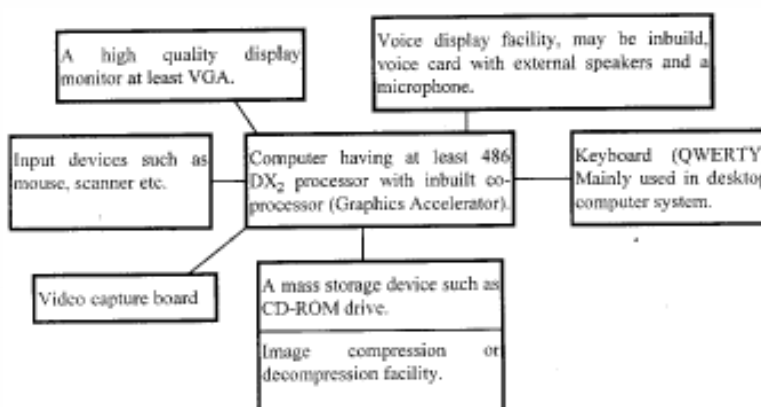 A high quality display
monitor at least VGA.
Voice display facility, may be inbuild,
voice card with external speakers and a
microphone.
Input devices such as
mouse, scanner etc.
Computer having at least 486
DX₂ processor with inbuilt co-
processor (Graphics Accelerator).
Keyboard (QWERTY
Mainly used in desktop
computer system.
Video capture board
A mass storage device such as
CD-ROM drive.
Image compression or
decompression facility.